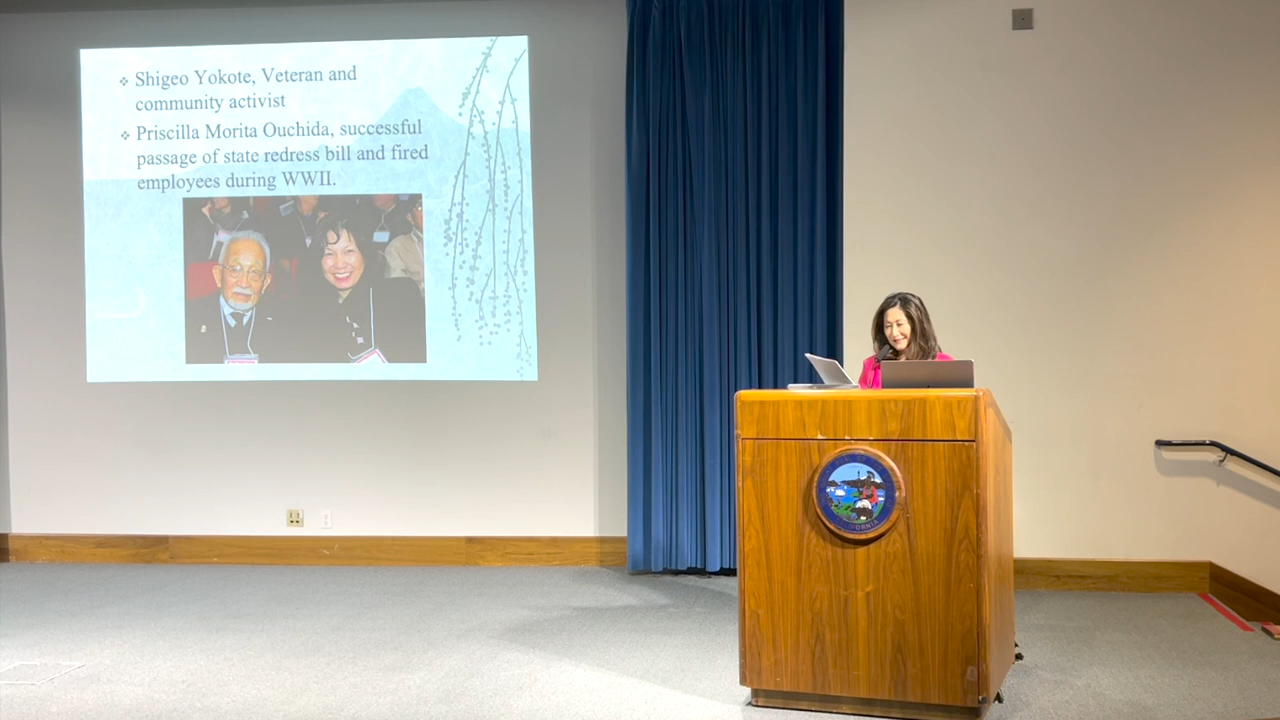 ❖ Shigeo Yokote, Veteran and
community activist
❖ Priscilla Morita Ouchida, successful
passage of state redress bill and fired
employees during WWII.
CALIFORNIA